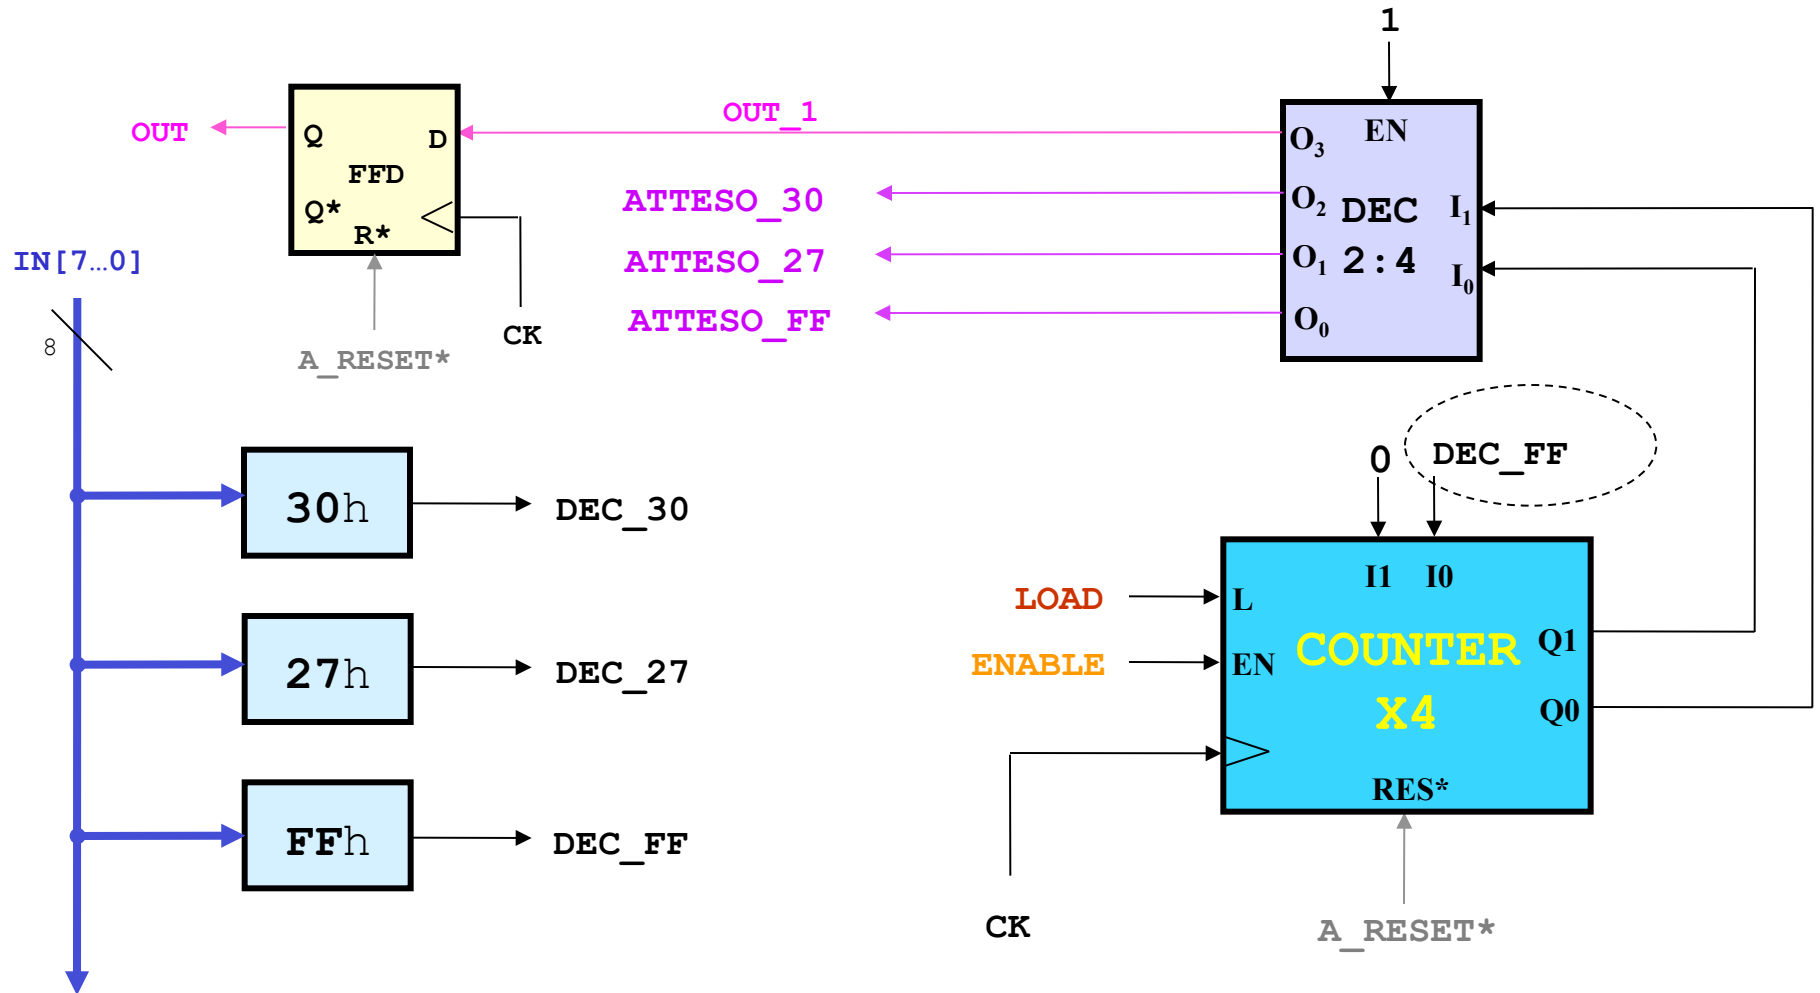 1
OUT
Q
D
FFD
Q*
R*
OUT_1
O3
EN
ATTESO_30
O2
DEC
I1
ATTESO_27
O1
2:4
I0
ATTESO_FF
O0
IN[7…0]
8
A_RESET*
CK
30h
DEC_30
27h
DEC_27
FFh
DEC_FF
0
DEC_FF
I1
I0
LOAD
L
ENABLE
EN
COUNTER
X4
Q1
Q0
RES*
CK
A_RESET*